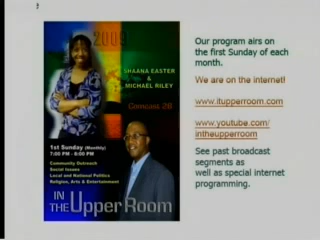 2009
SHAANA EASTER
&
MICHAEL RILEY
COMCAST 28
1st Sunday (Monthly)
7:00 PM - 8:00 PM
Community Outreach
Social Issues
Local and National Politics
Religion, Arts & Entertainment
IN
THE Upper Room
Our program airs on
the first Sunday of each
month.
We are on the internet!
www.itupperroom.com
www.youtube.com/
intheupperroom
See past broadcast
segments as
well as special internet
programming.